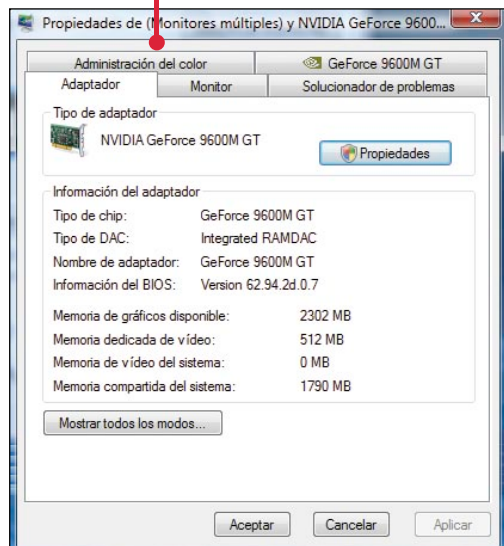 Propiedades de (Monitores múltiples) y NVIDIA GeForce 9600...
Administración del color
GeForce 9600M GT
Adaptador
Monitor
Solucionador de problemas
Tipo de adaptador
NVIDIA GeForce 9600M GT
Propiedades
Información del adaptador
Tipo de chip: GeForce 9600M GT
Tipo de DAC: Integrated RAMDAC
Nombre de adaptador: GeForce 9600M GT
Información del BIOS: Version 62.94.2d.0.7
Memoria de gráficos disponible: 2302 MB
Memoria dedicada de vídeo: 512 MB
Memoria de vídeo del sistema: 0 MB
Memoria compartida del sistema: 1790 MB
Mostrar todos los modos...
Aceptar
Cancelar
Aplicar